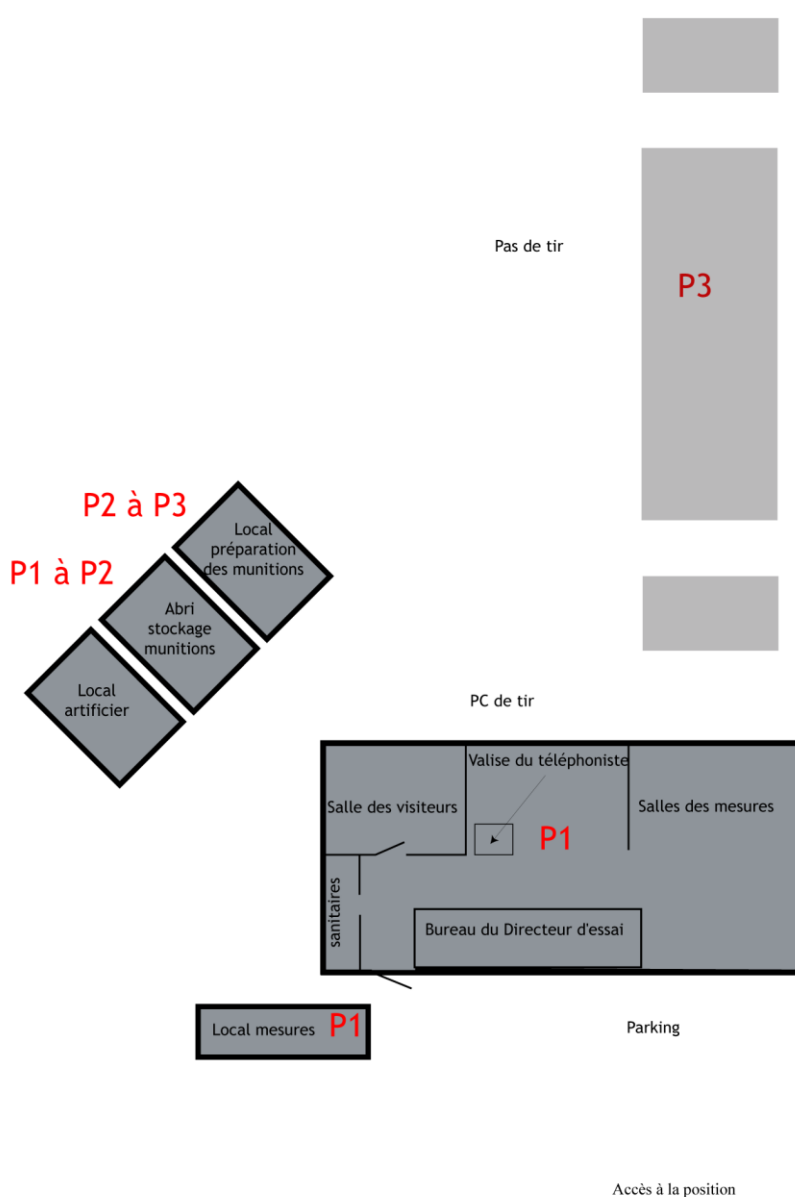 Pas de tir
P3
P2 à P3
Local
préparation
des munitions
P1 à P2
Abri
stockage
munitions
Local
artificier
PC de tir
Valise du téléphoniste
Salle des visiteurs
Salles des mesures
P1
sanitaires
Bureau du Directeur d'essai
Local mesures P1
Parking
Accès à la position